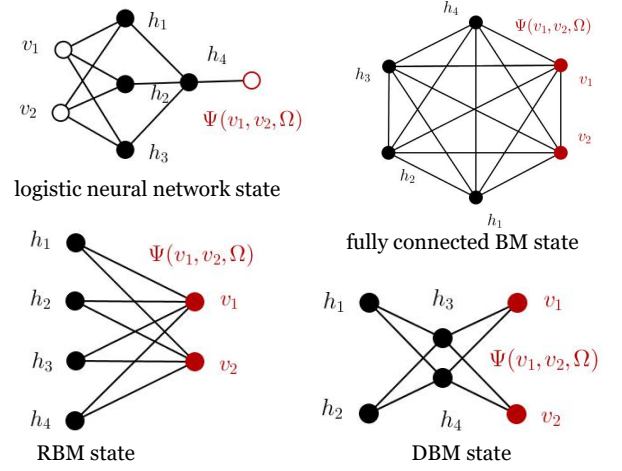 h₁
v₁
h₄
h₂
v₂
Ψ(v₁, v₂, Ω)
h₃
logistic neural network state
h₄
Ψ(v₁, v₂, Ω)
h₃
v₁
v₂
h₂
h₁
fully connected BM state
h₁
Ψ(v₁, v₂, Ω)
h₂
v₁
h₃
v₂
h₄
RBM state
h₁
h₃
v₁
Ψ(v₁, v₂, Ω)
h₂
h₄
v₂
DBM state